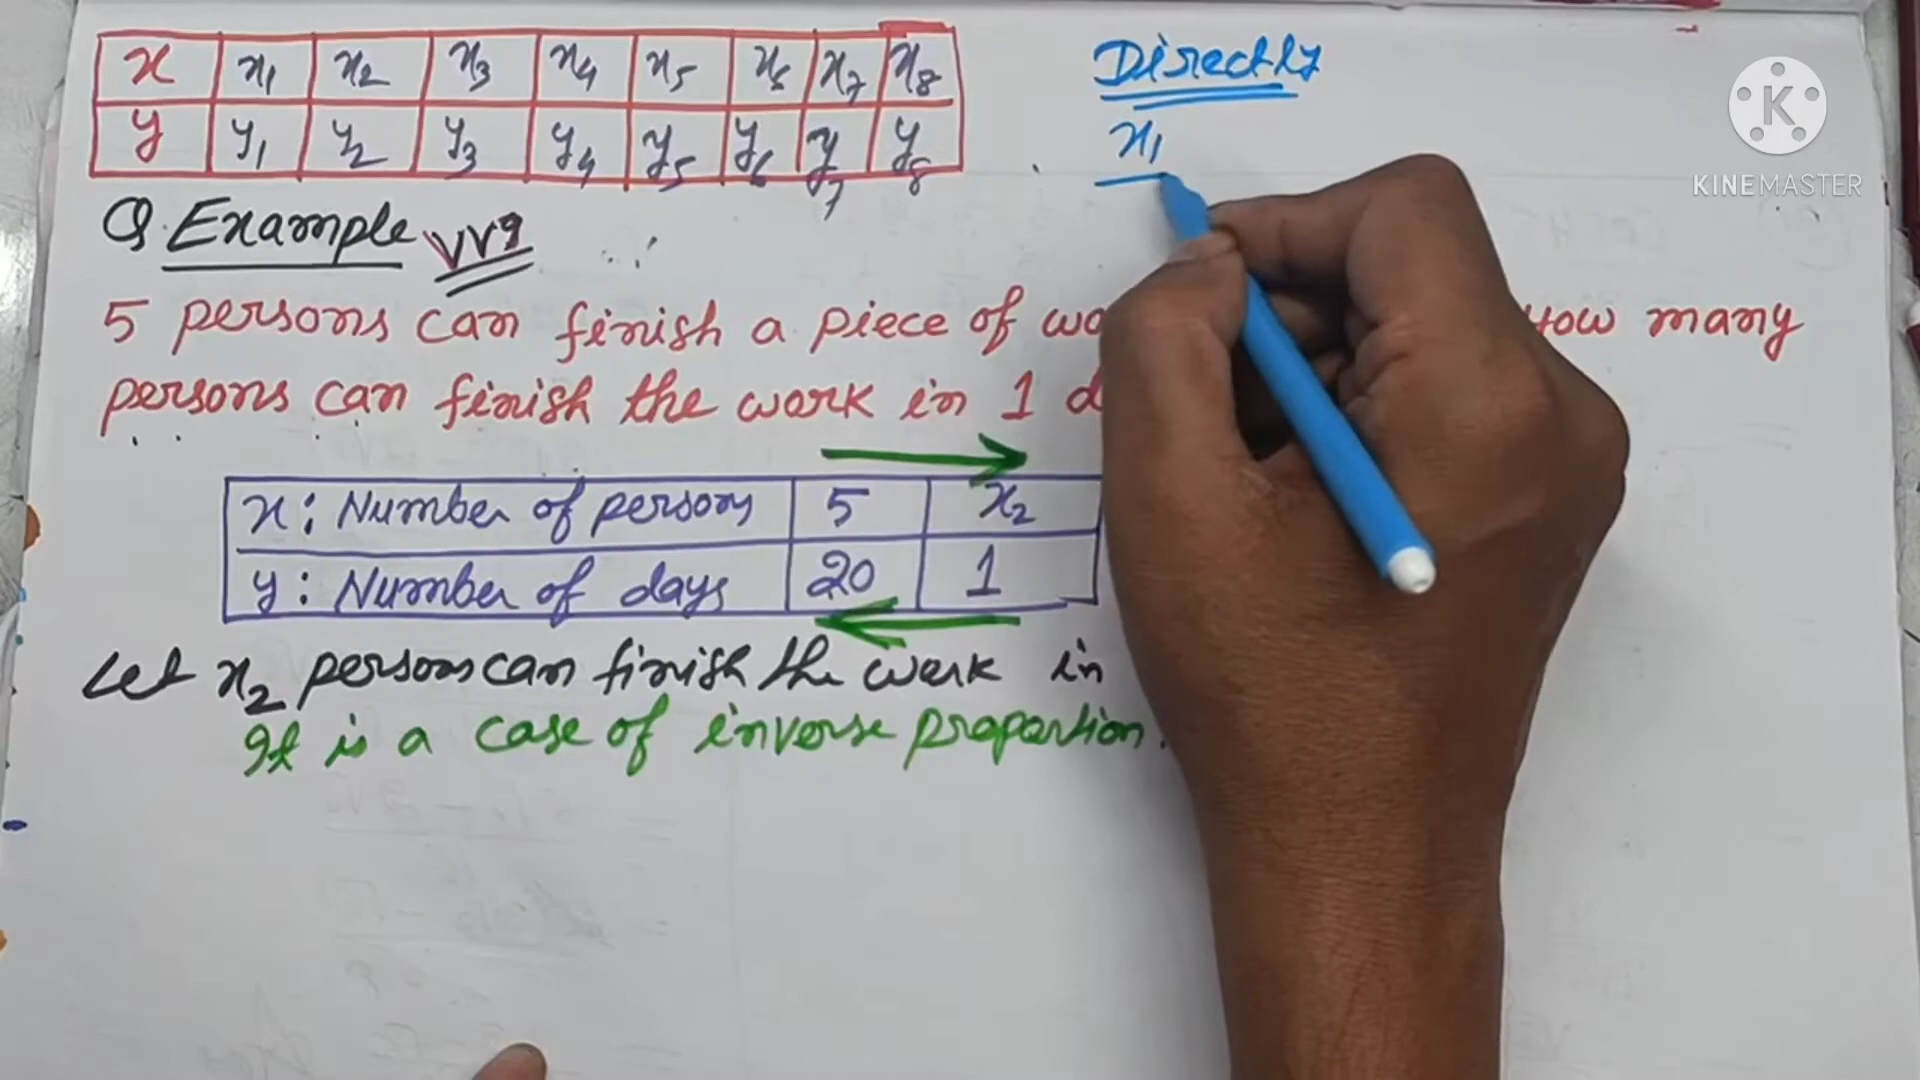 x x1 x2 x3 x4 x5 x6 x7 x8
y y1 y2 y3 y4 y5 y6 y7 y8
Directly
x1
K
KINEMASTER
Q. Example VVI
5 persons can finish a piece of How many
persons can finish the work in 1
x: Number of persons 5 x2
y: Number of days 20 1
Let x2 persons can finish the work in
It is a case of inverse proportion.